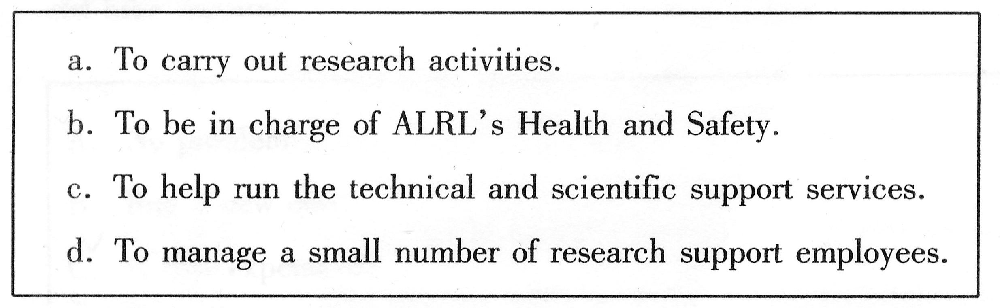 a. To carry out research activities.
b. To be in charge of ALRL's Health and Safety.
c. To help run the technical and scientific support services.
d. To manage a small number of research support employees.